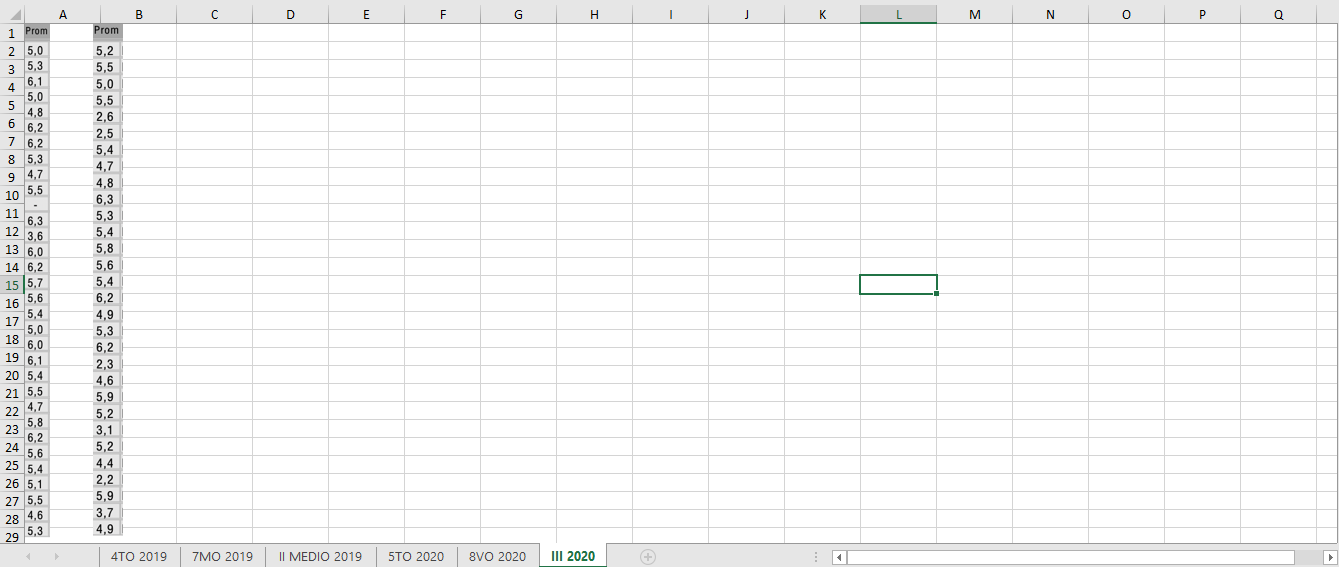 A B C D E F G H I J K L M N O P Q
1 Prom Prom
2 5,0 5,2
3 5,3 5,5
4 6,1 5,0
5 5,0 5,5
6 4,8 2,6
7 6,2 2,5
8 6,2 5,4
9 5,3 4,7
10 4,7 4,8
11 5,5 6,3
12 - 5,3
13 6,3 5,4
14 3,6 5,8
15 6,0 5,6
16 6,2 5,4
17 5,7 6,2
18 5,6 4,9
19 5,4 5,3
20 5,0 6,2
21 6,0 2,3
22 6,1 4,6
23 5,4 5,9
24 5,5 5,2
25 4,7 3,1
26 5,8 5,2
27 6,2 4,4
28 5,6 2,2
29 5,4 5,9
5,1 3,7
5,5 4,9
4,6
5,3
4TO 2019 7MO 2019 II MEDIO 2019 5TO 2020 8VO 2020 III 2020